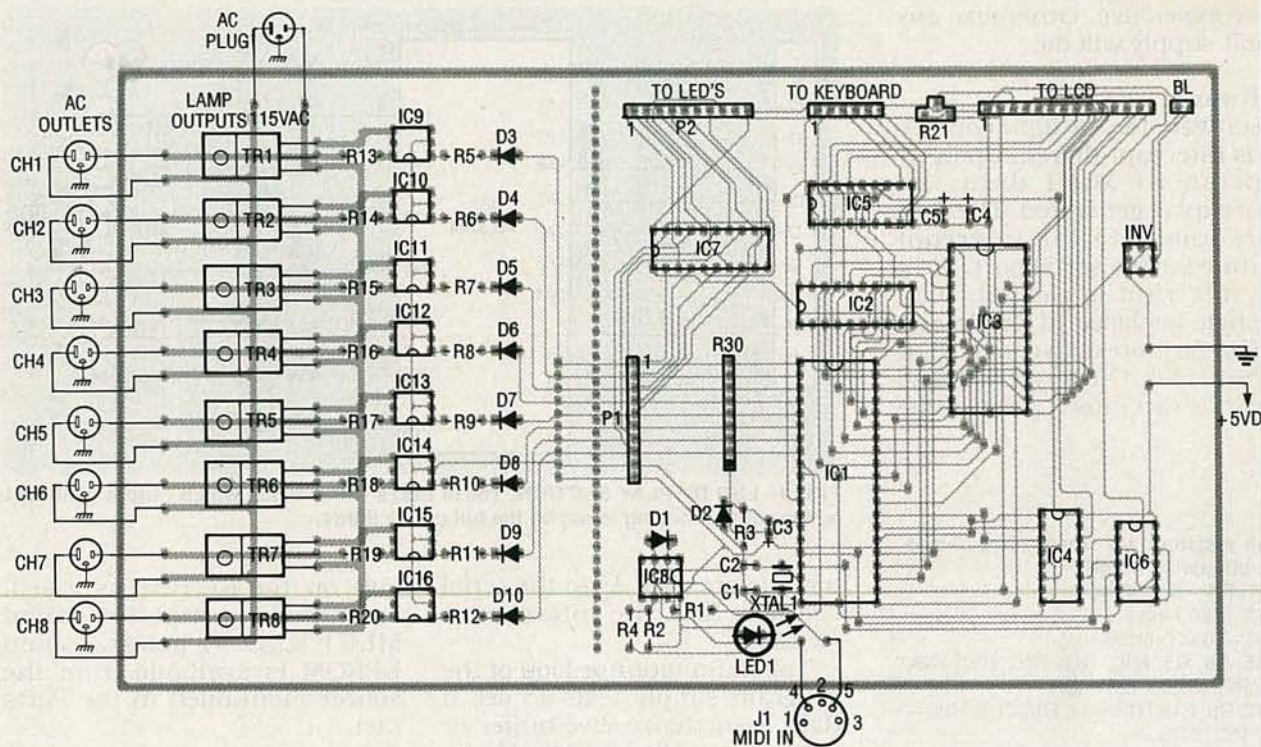 AC
PLUG
AC
OUTLETS
LAMP
OUTPUTS
115VAC
TO LED'S
P2
1
TO KEYBOARD
1
R21
TO LCD
1
BL
CH1
TR1
R13
IC9
R5
D3
CH2
TR2
R14
IC10
R6
D4
CH3
TR3
R15
IC11
R7
D5
CH4
TR4
R16
IC12
R8
D6
CH5
TR5
R17
IC13
R9
D7
CH6
TR6
R18
IC14
R10
D8
CH7
TR7
R19
IC15
R11
D9
CH8
TR8
R20
IC16
R12
D10
IC5
C5
+
+
C4
IC7
INV
IC2
IC3
1
P1
R30
IC1
+5VD
D2
R3
C3
D1
C2
IC8
C1
XTAL1
IC4
IC6
R1
R4
R2
LED1
4
2
5
1
3
J1
MIDI IN